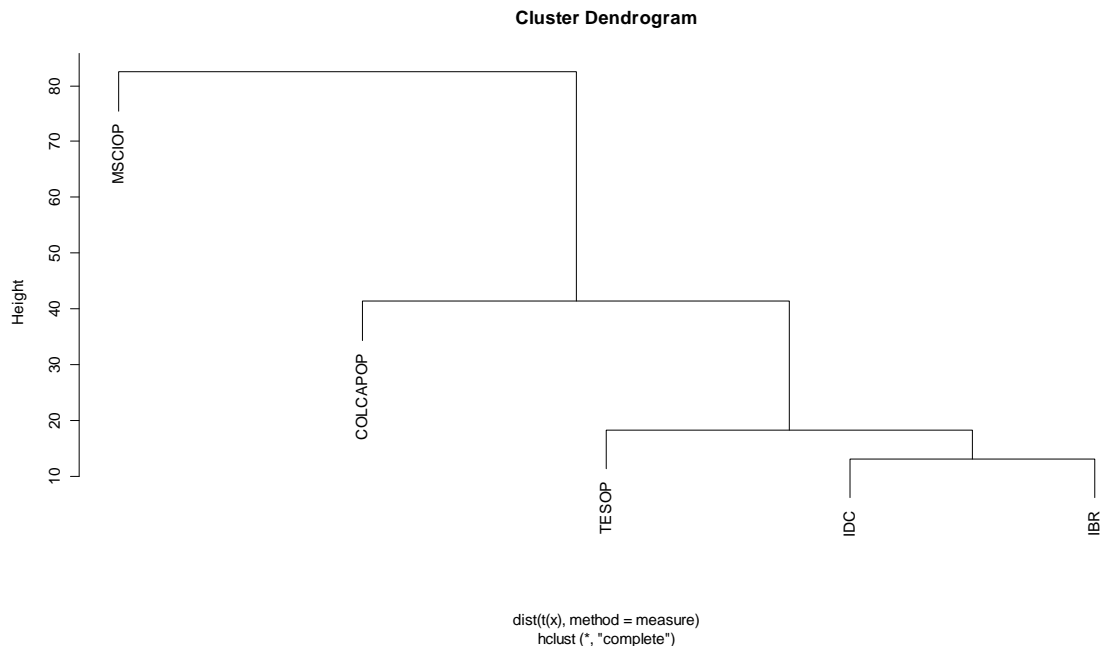 Cluster Dendrogram
Height
80
70
60
50
40
30
20
10
MSCIOP
COLCAPOP
TESOP
IDC
IBR
dist(t(x), method = measure)
hclust (*, "complete")